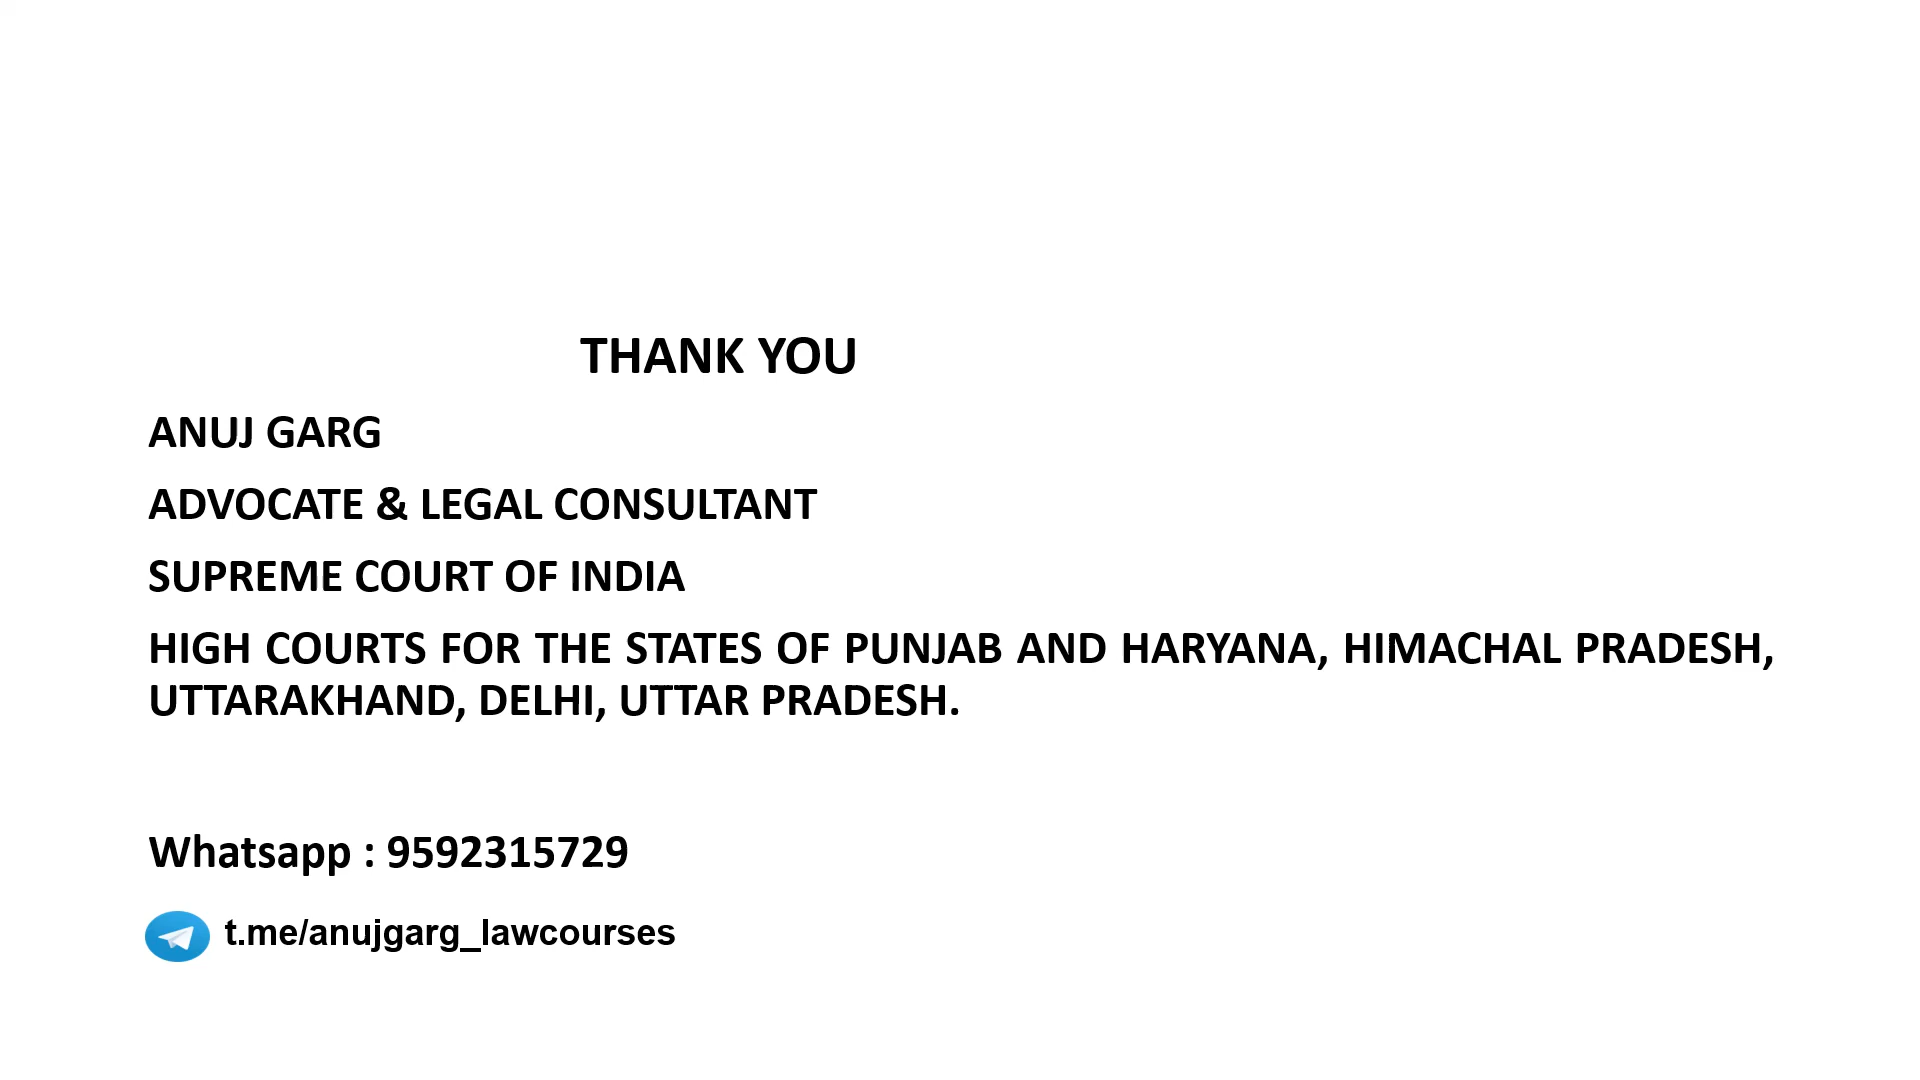 THANK YOU
ANUJ GARG
ADVOCATE & LEGAL CONSULTANT
SUPREME COURT OF INDIA
HIGH COURTS FOR THE STATES OF PUNJAB AND HARYANA, HIMACHAL PRADESH,
UTTARAKHAND, DELHI, UTTAR PRADESH.
Whatsapp : 9592315729
t.me/anujgarg_lawcourses